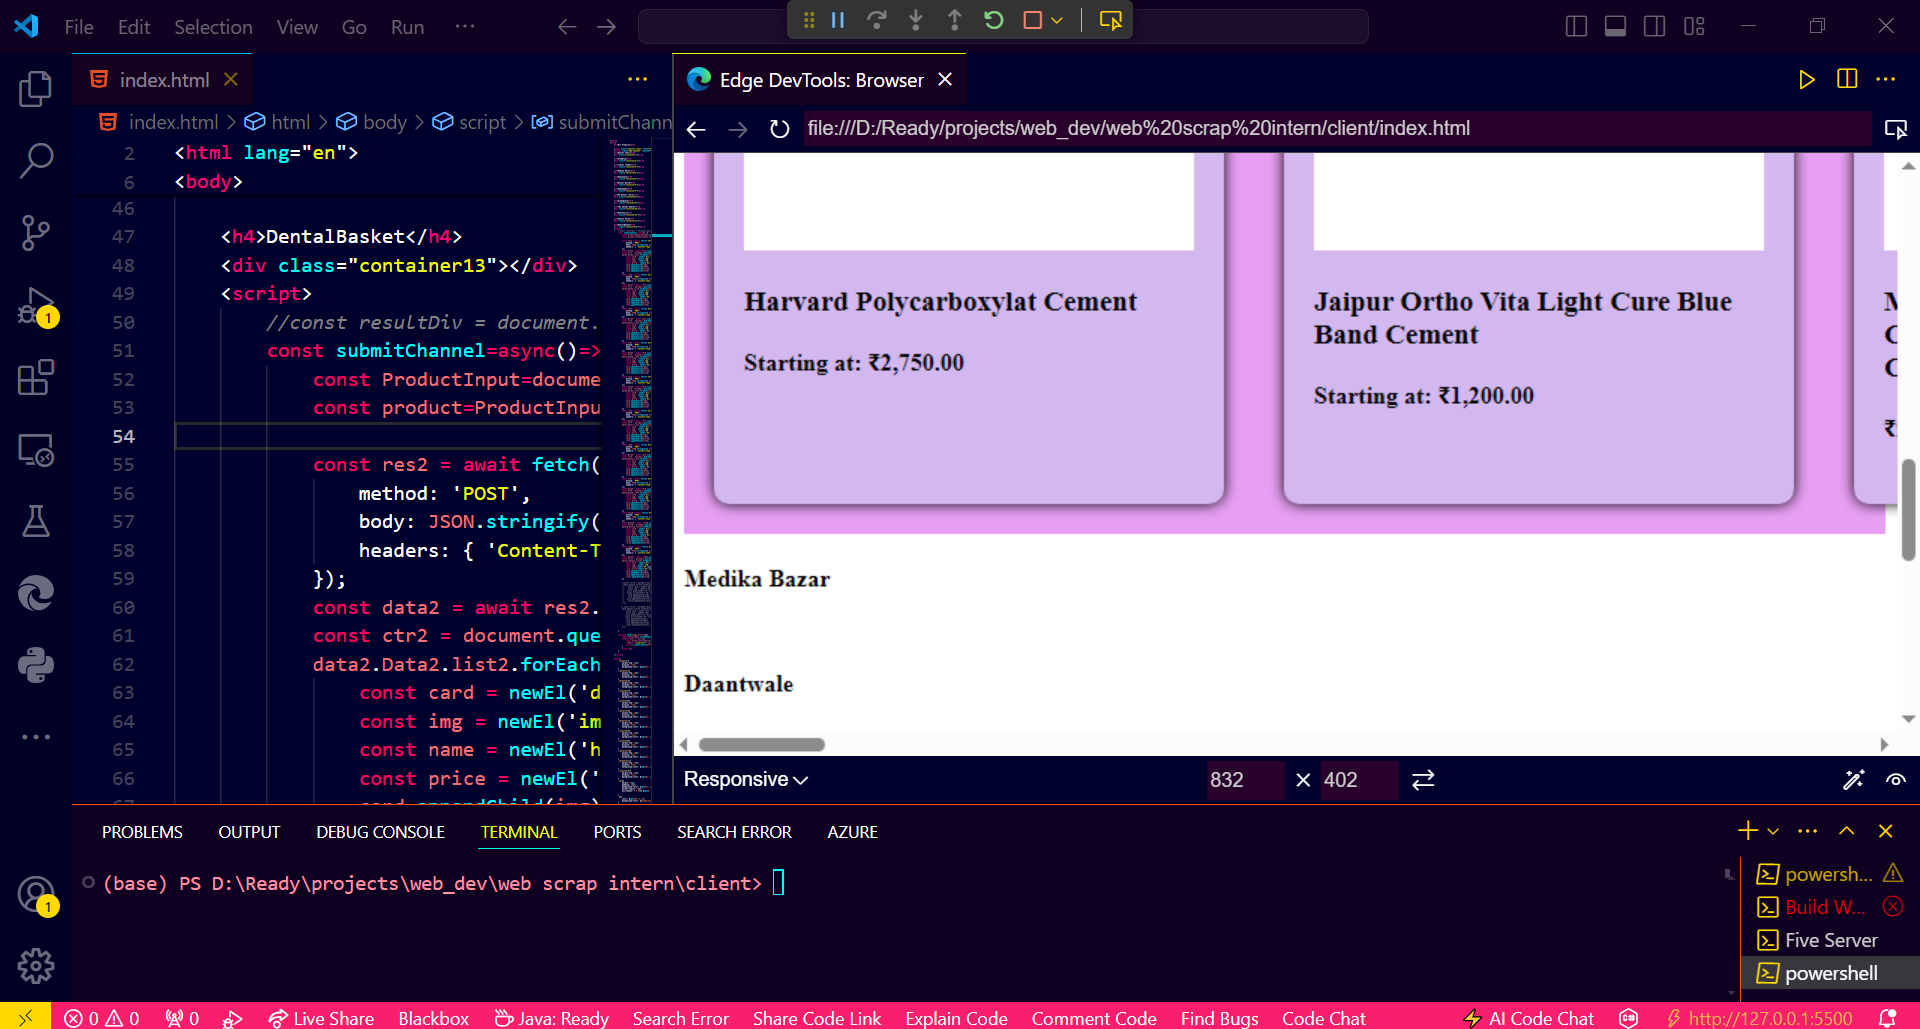 File Edit Selection View Go Run ···
index.html
Edge DevTools: Browser
index.html > html > body > script > submitChann
file:///D:/Ready/projects/web_dev/web%20scrap%20intern/client/index.html
2 <html lang="en">
6 <body>
46
47 <h4>DentalBasket</h4>
48 <div class="container13"></div>
49 <script>
50 //const resultDiv = document.
51 const submitChannel=async()=>
52 const ProductInput=docume
53 const product=ProductInpu
54
55 const res2 = await fetch(
56 method: 'POST',
57 body: JSON.stringify(
58 headers: { 'Content-T
59 });
60 const data2 = await res2.
61 const ctr2 = document.que
62 data2.Data2.list2.forEach
63 const card = newEl('d
64 const img = newEl('im
65 const name = newEl('h
66 const price = newEl('
Harvard Polycarboxylat Cement
Starting at: ₹2,750.00
Jaipur Ortho Vita Light Cure Blue
Band Cement
Starting at: ₹1,200.00
Medika Bazar
Daantwale
Responsive 832 × 402
PROBLEMS OUTPUT DEBUG CONSOLE TERMINAL PORTS SEARCH ERROR AZURE
(base) PS D:\Ready\projects\web_dev\web scrap intern\client>
powersh...
Build W...
Five Server
powershell
1
1
0 0 0 Live Share Blackbox Java: Ready Search Error Share Code Link Explain Code Comment Code Find Bugs Code Chat AI Code Chat http://127.0.0.1:5500